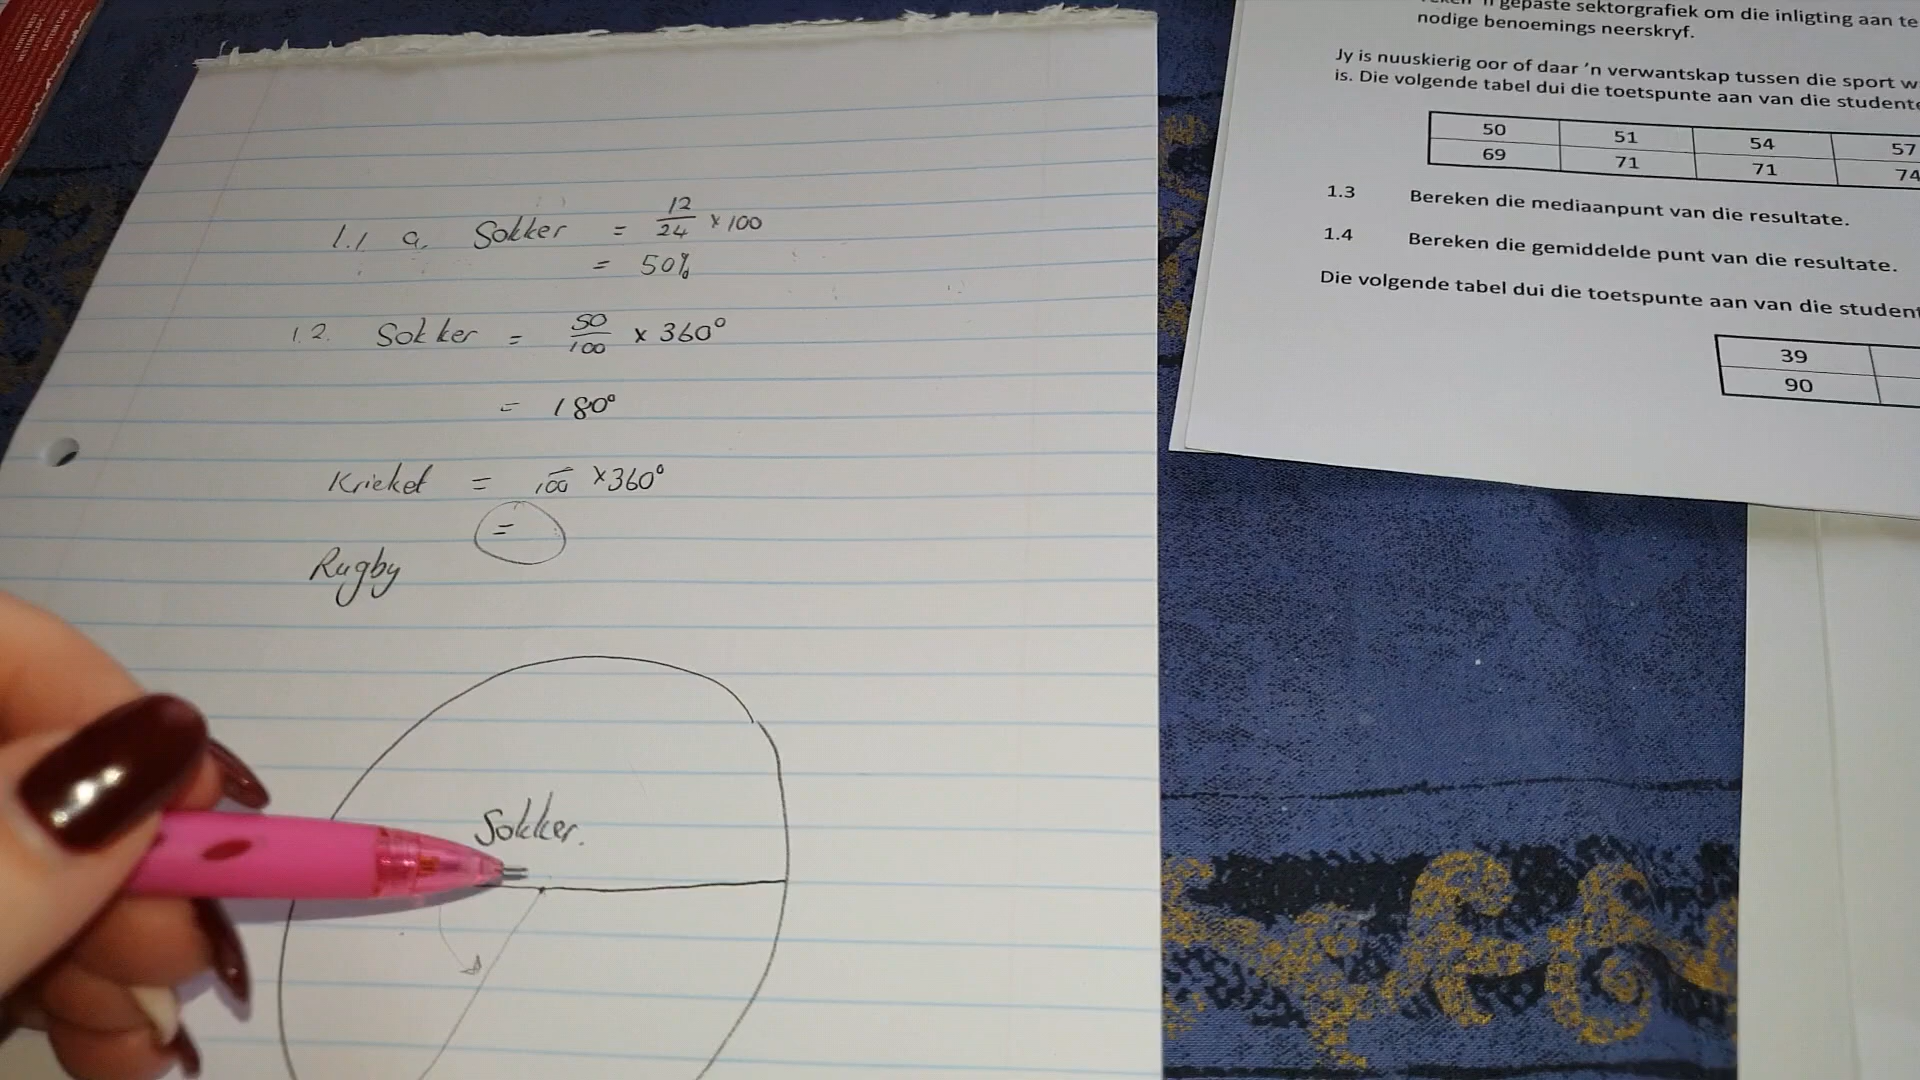 1.1 a. Sokker = 12/24 × 100
= 50%
1.2. Sokker = 50/100 × 360°
= 180°
Krieket = /100 × 360°
=
Rugby
Sokker.
'n gepaste sektorgrafiek om die inligting aan te
nodige benoemings neerskryf.
Jy is nuuskierig oor of daar 'n verwantskap tussen die sport w
is. Die volgende tabel dui die toetspunte aan van die studente
50 51 54 57
69 71 71 74
1.3 Bereken die mediaanpunt van die resultate.
1.4 Bereken die gemiddelde punt van die resultate.
Die volgende tabel dui die toetspunte aan van die student
39
90